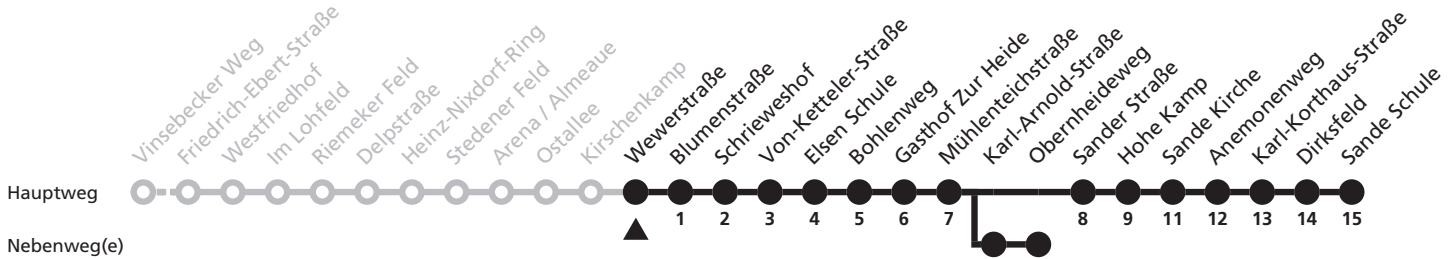 Vinsebecker Weg
Friedrich-Ebert-Straße
Westfriedhof
Im Lohfeld
Riemeker Feld
Delpstraße
Heinz-Nixdorf-Ring
Stedener Feld
Arena / Almeaue
Ostallee
Kirschenkamp
Wewerstraße
Blumenstraße
Schrieweshof
Von-Ketteler-Straße
Elsen Schule
Bohlenweg
Gasthof Zur Heide
Mühlenteichstraße
Karl-Arnold-Straße
Obernheideweg
Sander Straße
Hohe Kamp
Sande Kirche
Anemonenweg
Karl-Korthaus-Straße
Dirksfeld
Sande Schule
Hauptweg
1 2 3 4 5 6 7 8 9 11 12 13 14 15
Nebenweg(e)